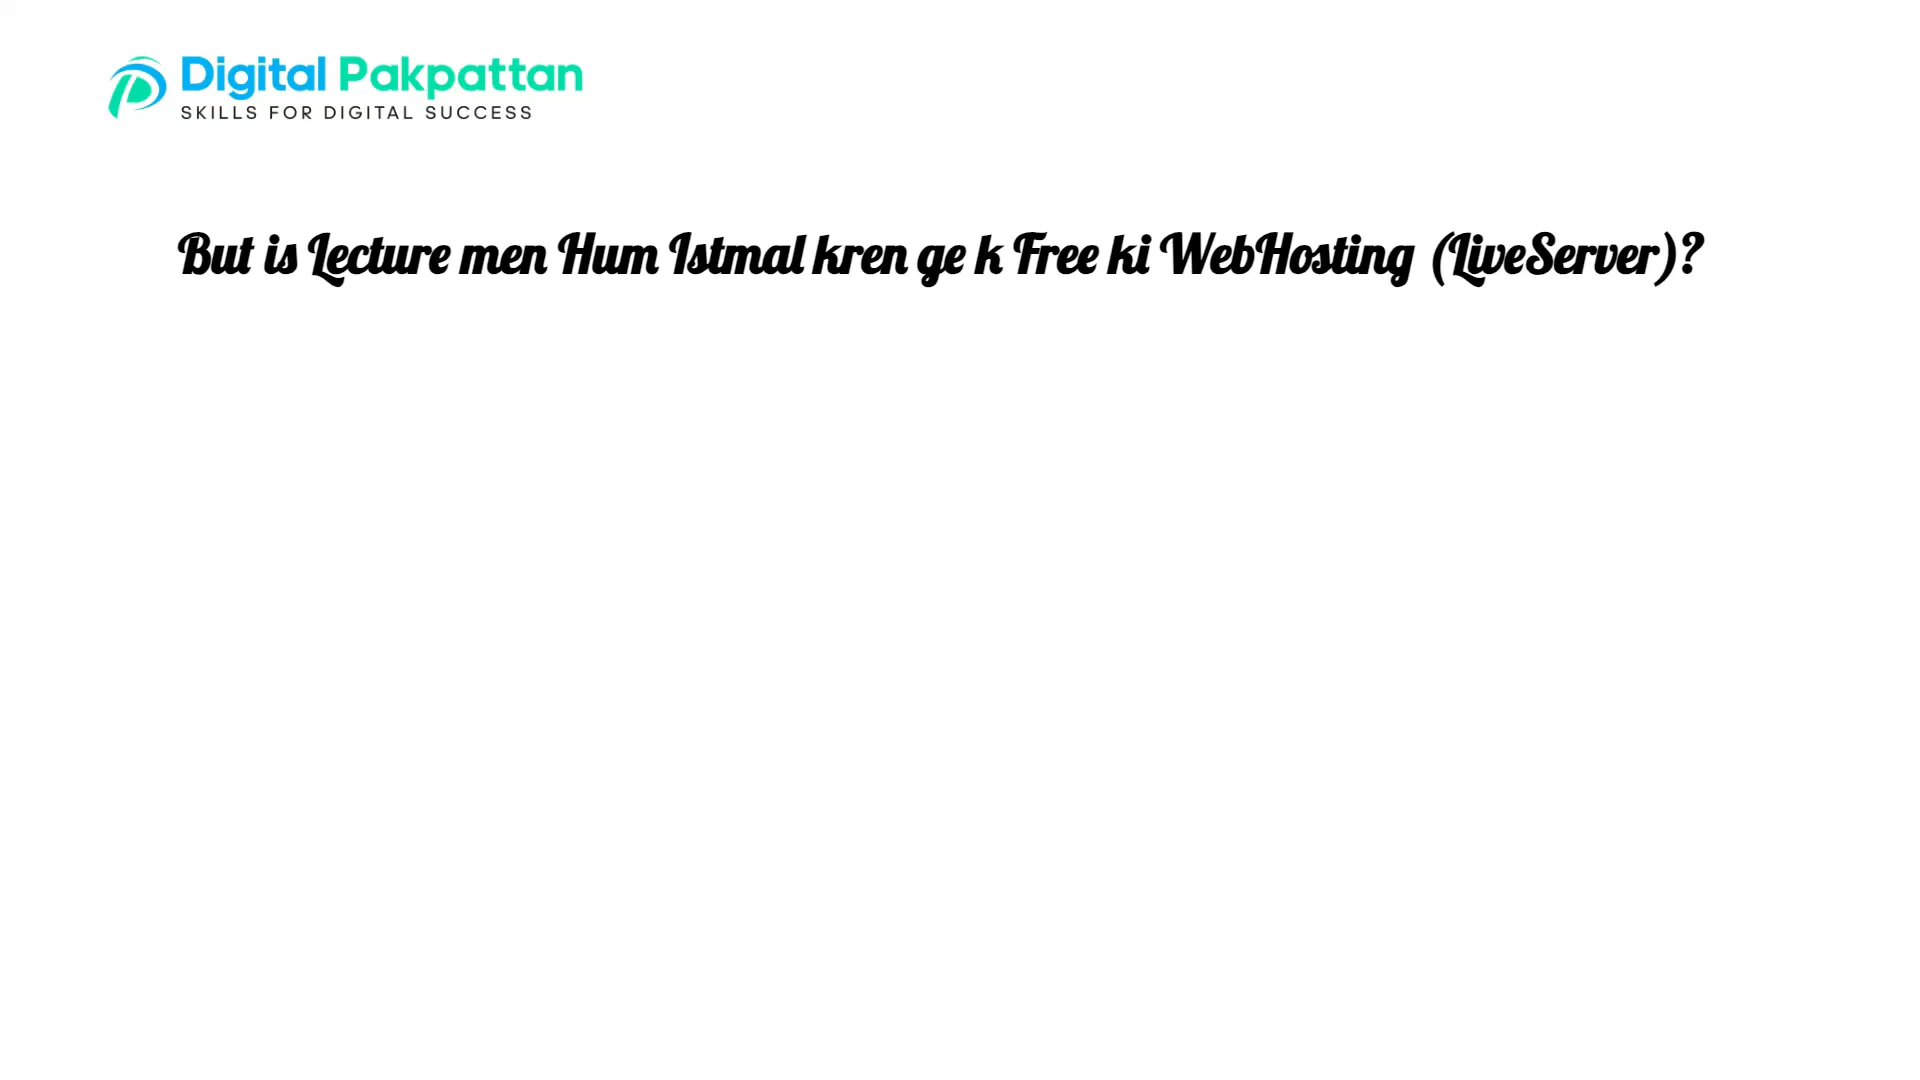 Digital Pakpattan
SKILLS FOR DIGITAL SUCCESS
But is Lecture men Hum Istmal kren ge k Free ki WebHosting (LiveServer)?